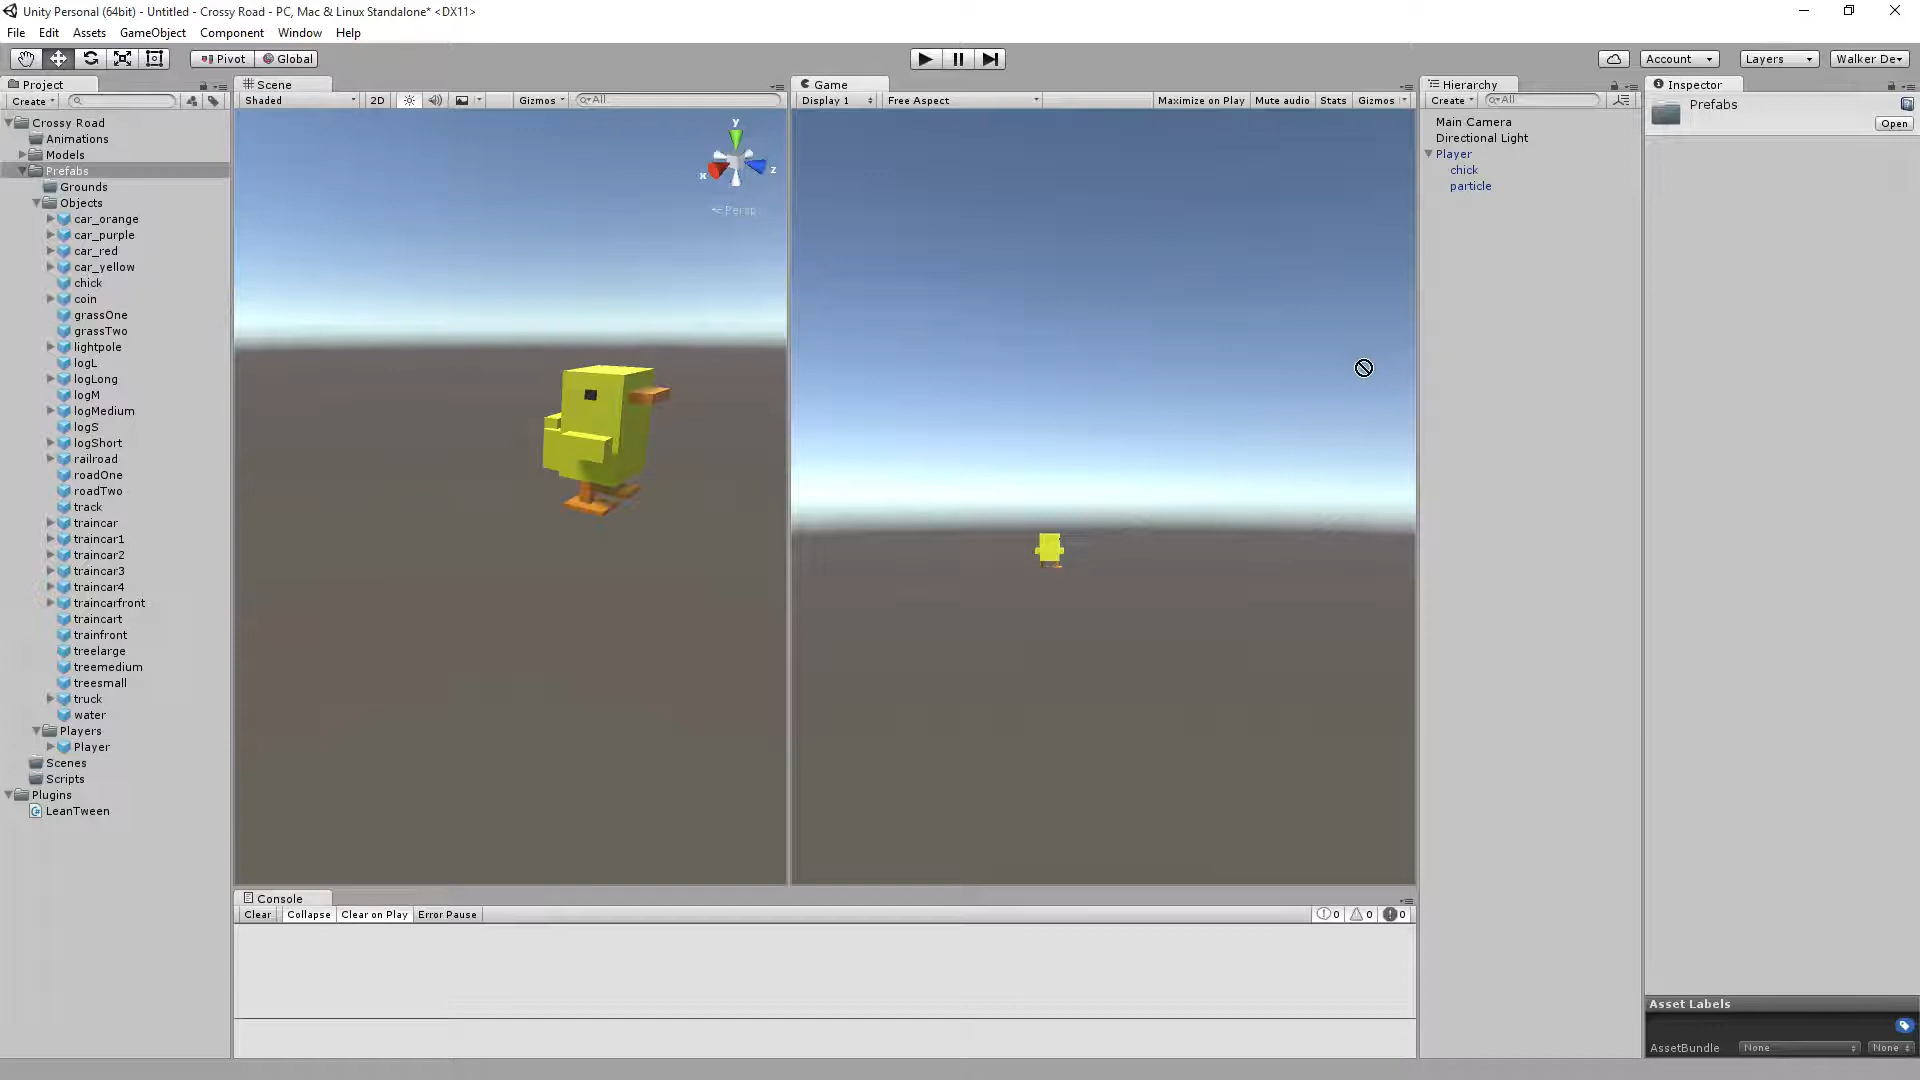 Unity Personal (64bit) - Untitled - Crossy Road - PC, Mac & Linux Standalone* <DX11>
File Edit Assets GameObject Component Window Help
Pivot Global Account Layers Walker De
Project Scene Game Hierarchy Inspector
Create Shaded 2D Gizmos All Display 1 Free Aspect Maximize on Play Mute audio Stats Gizmos Create All
Prefabs
Open
Crossy Road
Animations
Models
Prefabs
Grounds
Objects
car_orange
car_purple
car_red
car_yellow
chick
coin
grassOne
grassTwo
lightpole
logL
logLong
logM
logMedium
logS
logShort
railroad
roadOne
roadTwo
track
traincar
traincar1
traincar2
traincar3
traincar4
traincarfront
traincart
trainfront
treelarge
treemedium
treesmall
truck
water
Players
Player
Scenes
Scripts
Plugins
LeanTween
y
x
z
Persp
Main Camera
Directional Light
Player
chick
particle
Console
Clear Collapse Clear on Play Error Pause 0 0 0
Asset Labels
AssetBundle None None